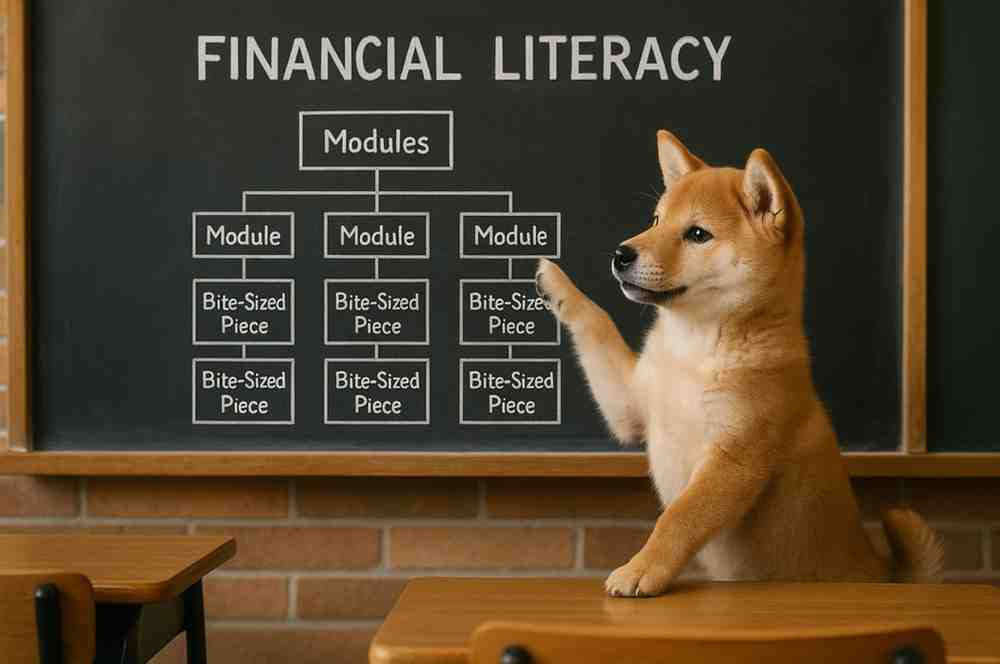 FINANCIAL LITERACY
Modules
Module Module Module
Bite-Sized Bite-Sized Bite-Sized
Piece Piece Piece
Bite-Sized Bite-Sized Bite-Sized
Piece Piece Piece